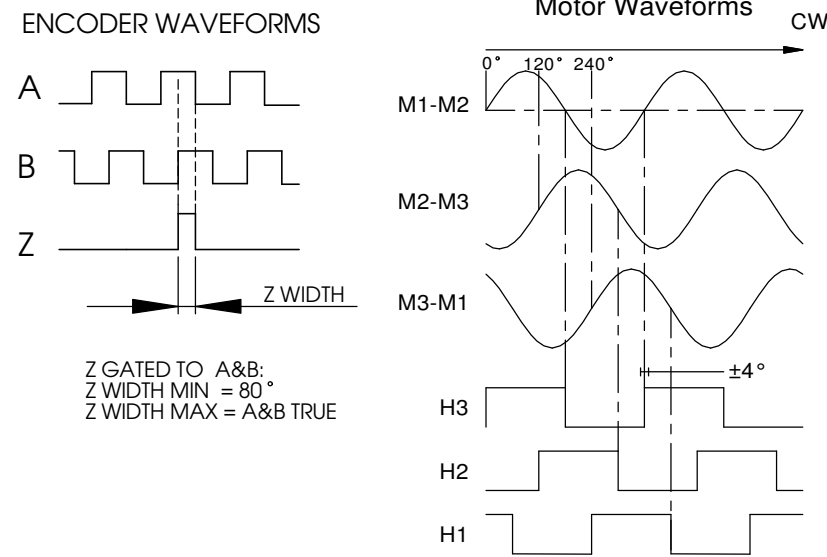 ENCODER WAVEFORMS
A
B
Z
Z WIDTH
Z GATED TO A&B:
Z WIDTH MIN = 80°
Z WIDTH MAX = A&B TRUE
Motor Waveforms
CW
0° 120° 240°
M1-M2
M2-M3
M3-M1
±4°
H3
H2
H1